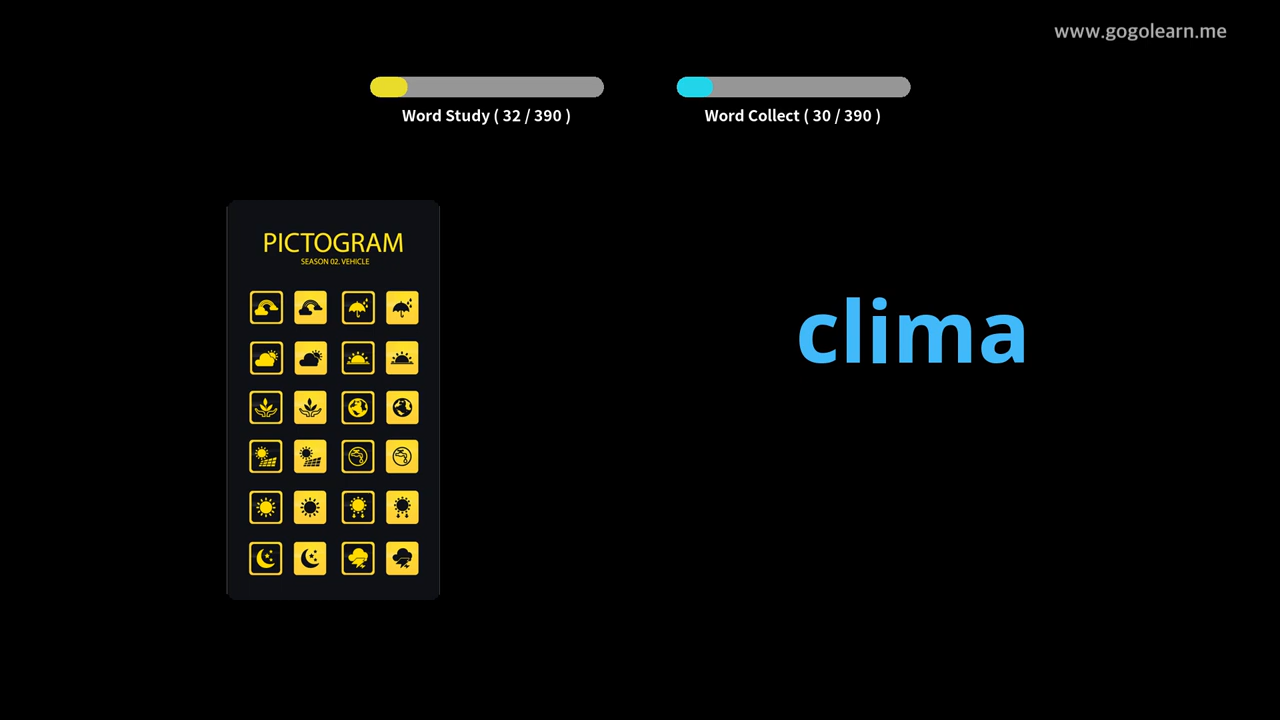 www.gogolearn.me
Word Study ( 32 / 390 )
Word Collect ( 30 / 390 )
PICTOGRAM
SEASON 02. VEHICLE
clima